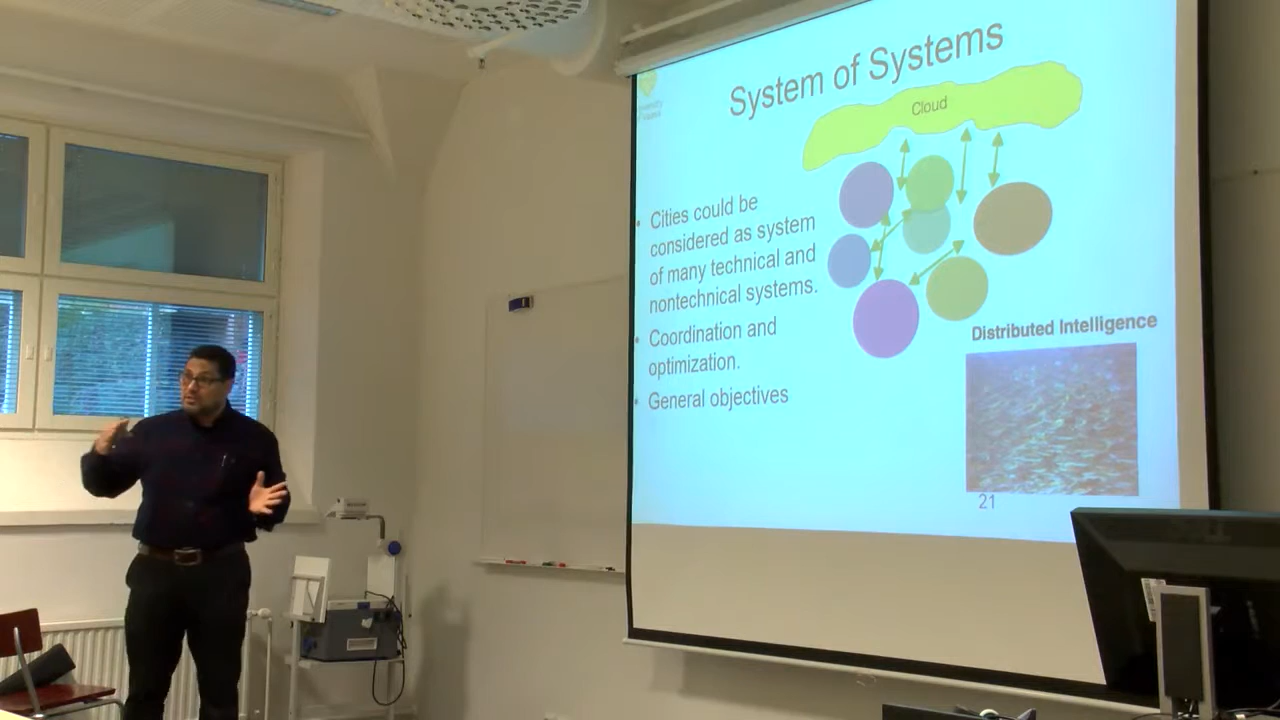 System of Systems
Cloud
Cities could be
considered as system
of many technical and
nontechnical systems.
Coordination and
optimization.
General objectives
Distributed Intelligence
21